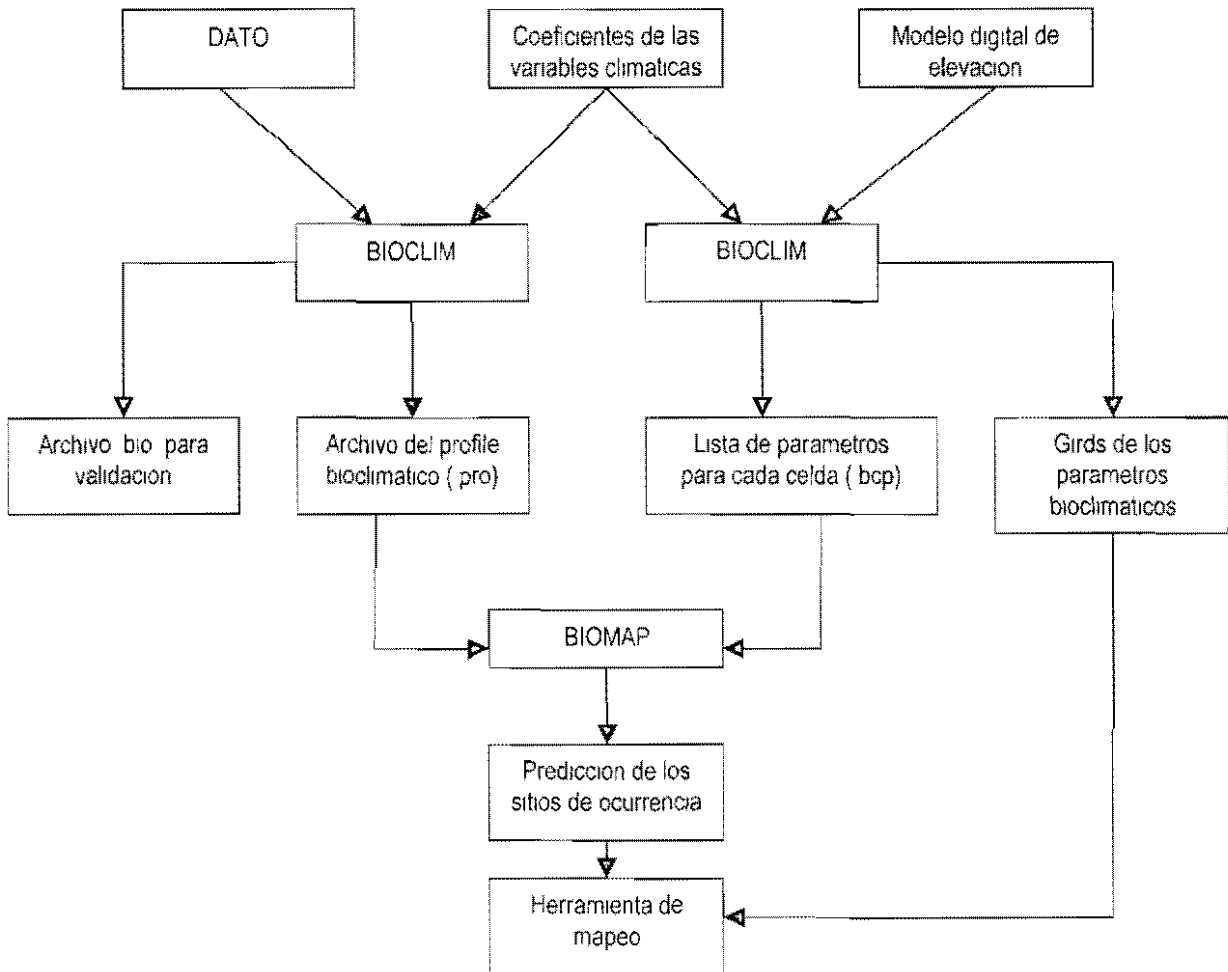 DATO
Coeficientes de las
variables climaticas
Modelo digital de
elevacion
BIOCLIM
BIOCLIM
Archivo bio para
validacion
Archivo del profile
bioclimatico ( pro)
Lista de parametros
para cada celda ( bcp)
Girds de los
parametros
bioclimaticos
BIOMAP
Prediccion de los
sitios de ocurrencia
Herramienta de
mapeo